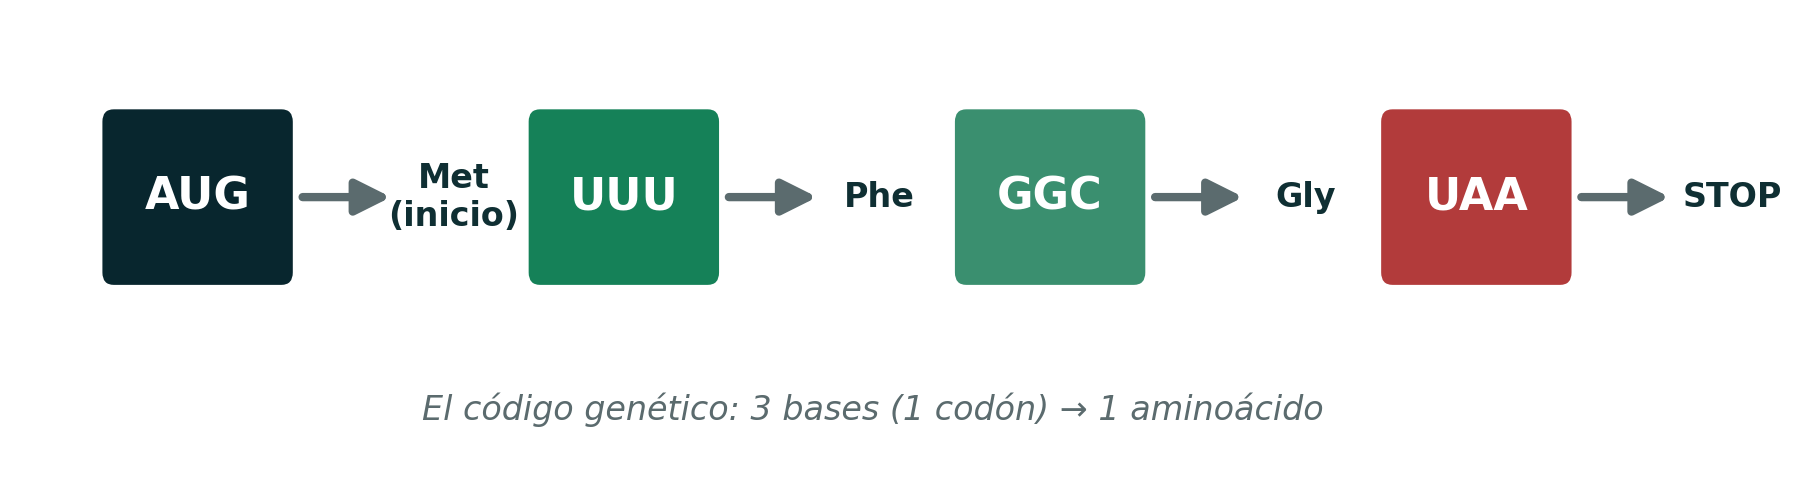 AUG
Met
(inicio)
UUU
Phe
GGC
Gly
UAA
STOP
El código genético: 3 bases (1 codón) → 1 aminoácido